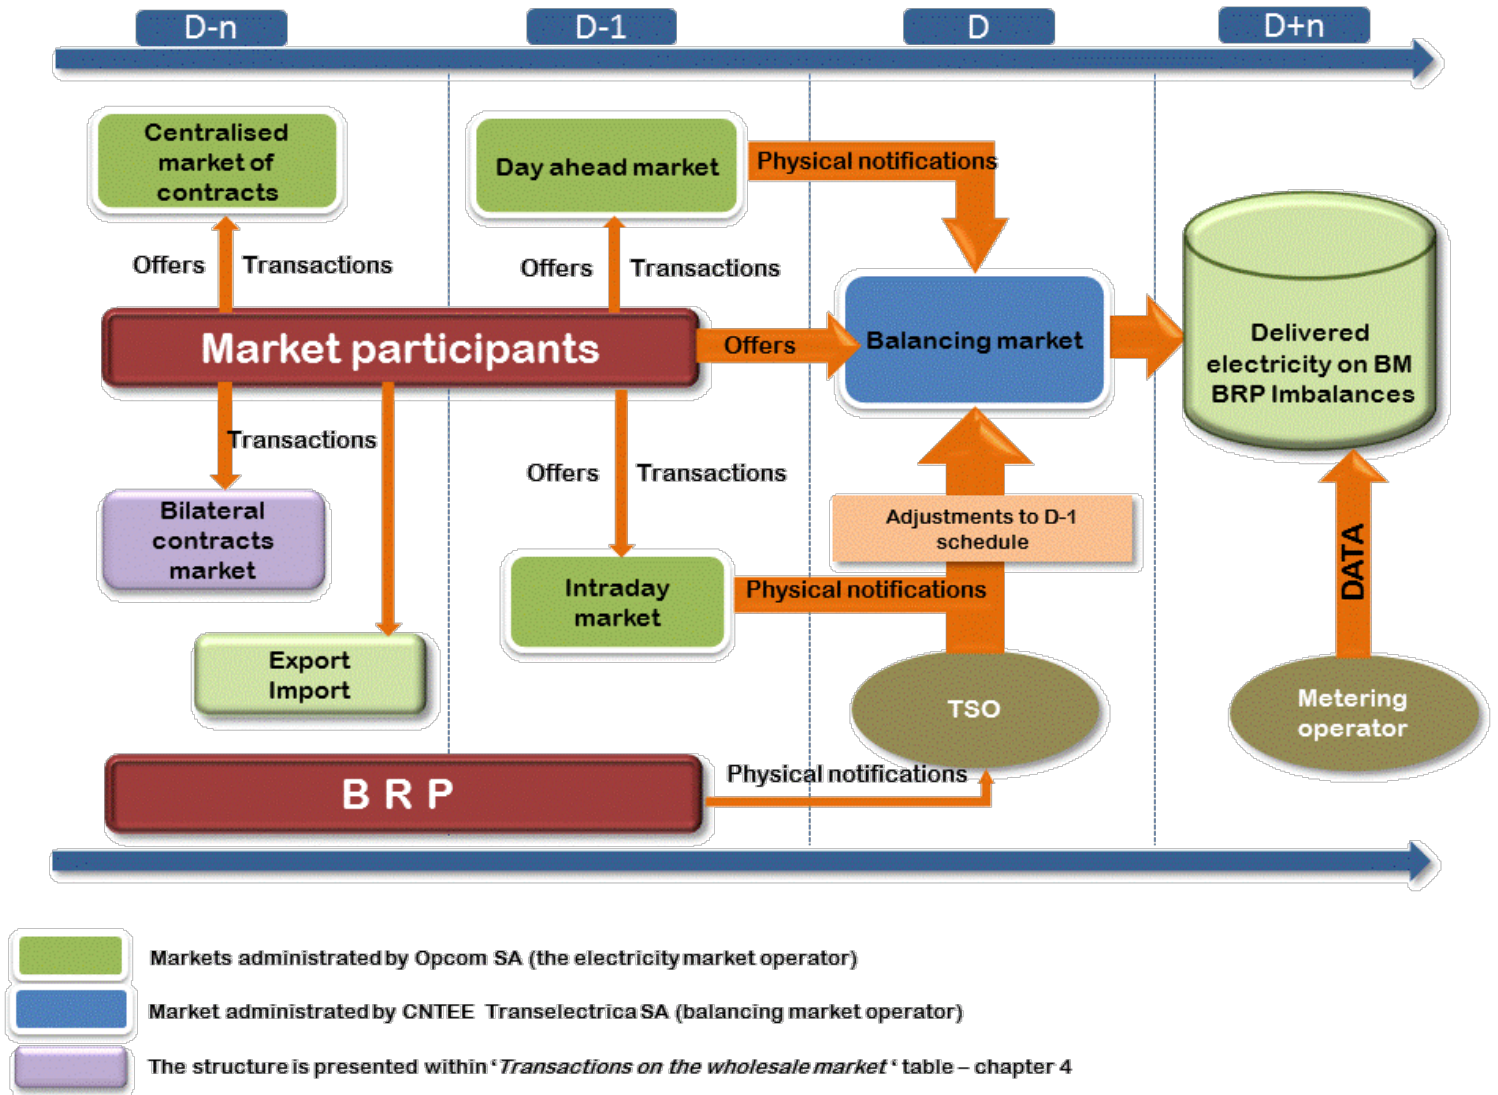 D-n
D-1
D
D+n
Centralised
market of
contracts
Day ahead market
Physical notifications
Offers
Transactions
Offers
Transactions
Market participants
Offers
Balancing market
Delivered
electricity on BM
BRP Imbalances
Transactions
Offers
Transactions
Bilateral
contracts
market
Adjustments to D-1
schedule
DATA
Intraday
market
Physical notifications
Export
Import
TSO
Metering
operator
B R P
Physical notifications
Markets administrated by Opcom SA (the electricity market operator)
Market administrated by CNTEE Transelectrica SA (balancing market operator)
The structure is presented within ‘Transactions on the wholesale market ‘ table – chapter 4